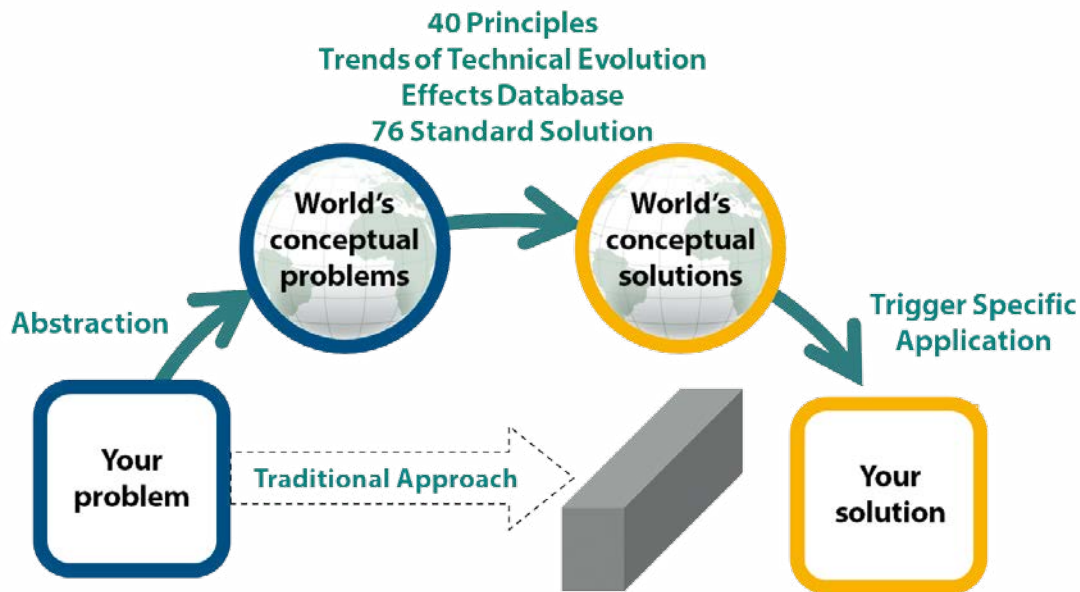 40 Principles
Trends of Technical Evolution
Effects Database
76 Standard Solution
World's
conceptual
problems
World's
conceptual
solutions
Abstraction
Trigger Specific
Application
Your
problem
Traditional Approach
Your
solution